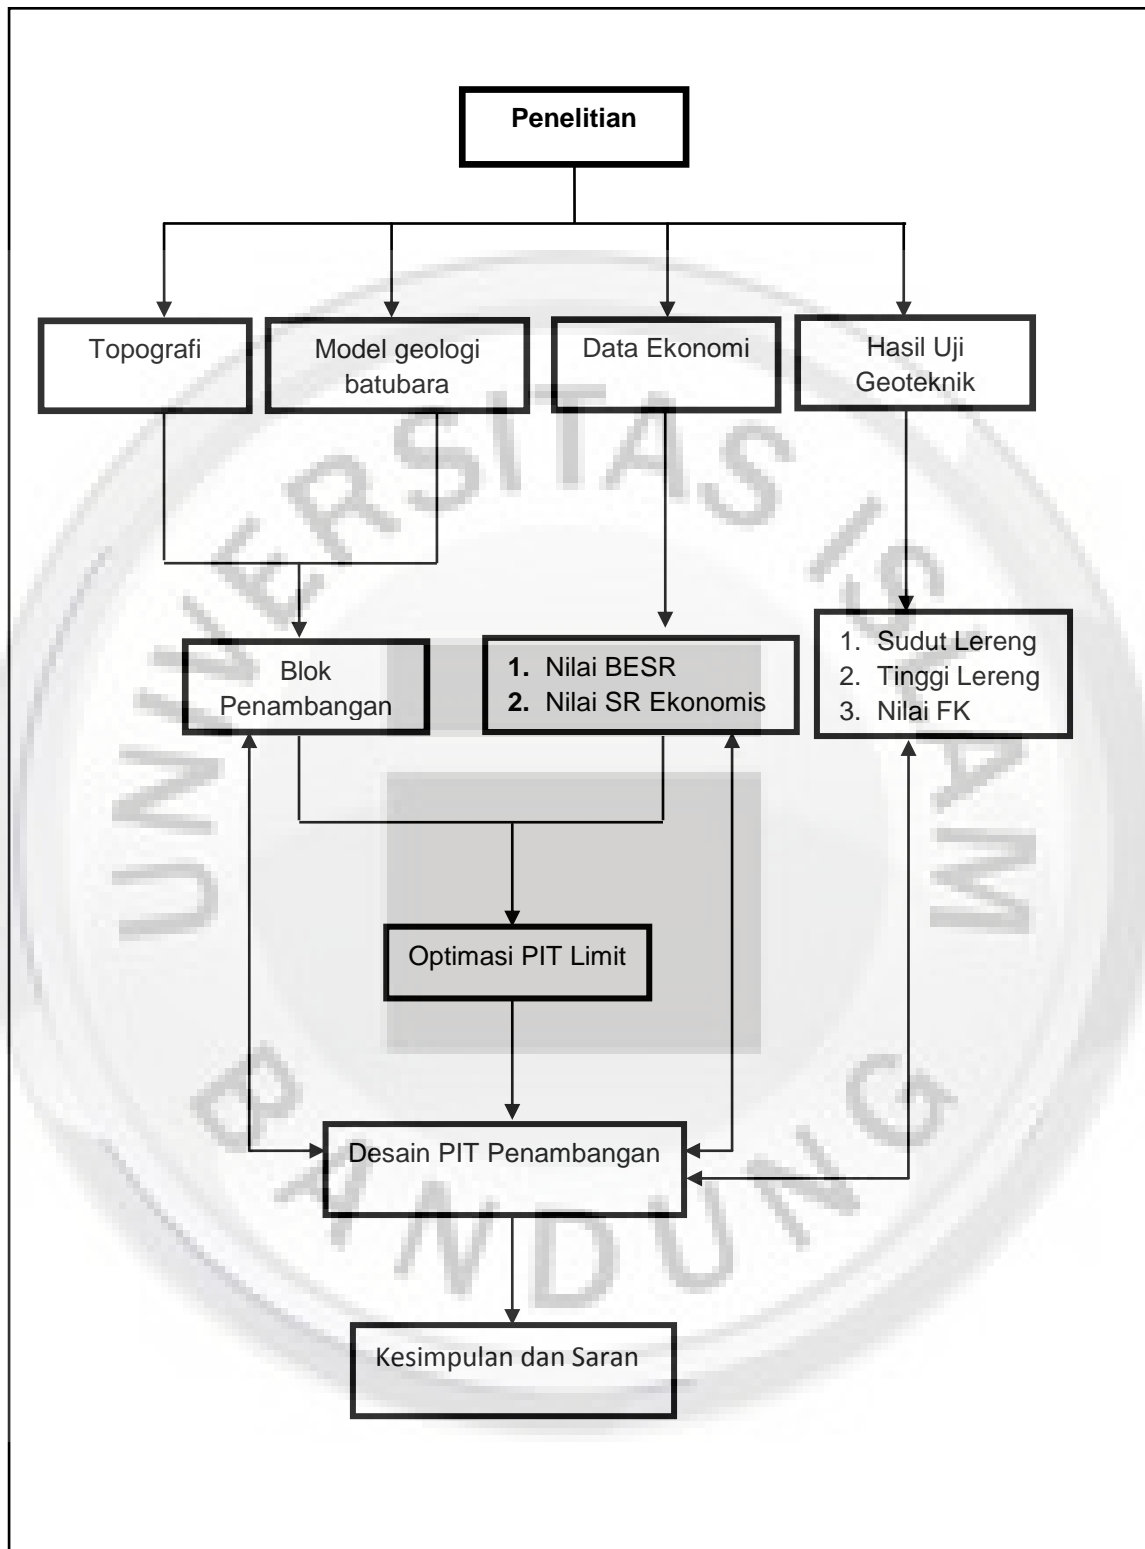 Penelitian
Topografi
Model geologi
batubara
Data Ekonomi
Hasil Uji
Geoteknik
Blok
Penambangan
1. Nilai BESR
2. Nilai SR Ekonomis
1. Sudut Lereng
2. Tinggi Lereng
3. Nilai FK
Optimasi PIT Limit
Desain PIT Penambangan
Kesimpulan dan Saran
UNIVERSITAS ISLAM
BANDUNG